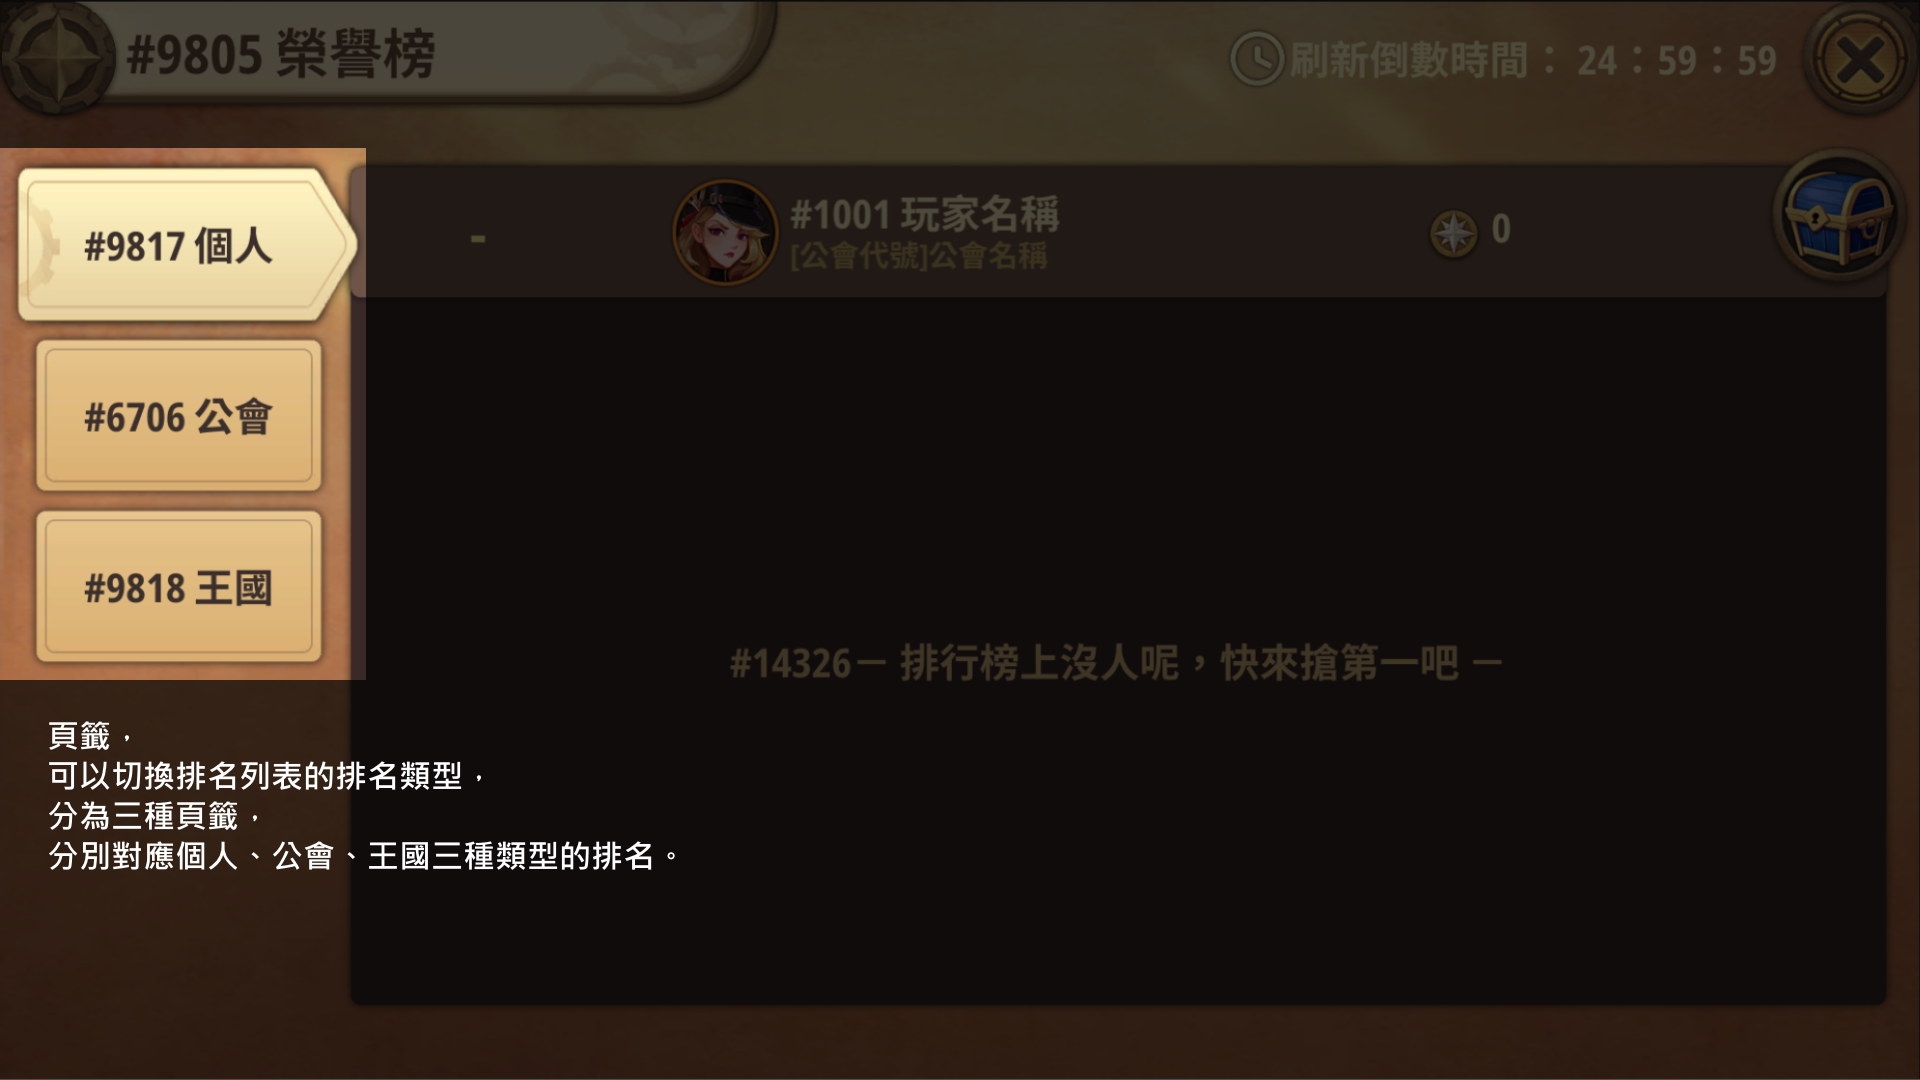 #9805 榮譽榜
刷新倒數時間： 24：59：59
#9817 個人
#6706 公會
#9818 王國
-
#1001 玩家名稱
[公會代號]公會名稱
0
#14326－ 排行榜上沒人呢，快來搶第一吧 －
頁籤，
可以切換排名列表的排名類型，
分為三種頁籤，
分別對應個人、公會、王國三種類型的排名。